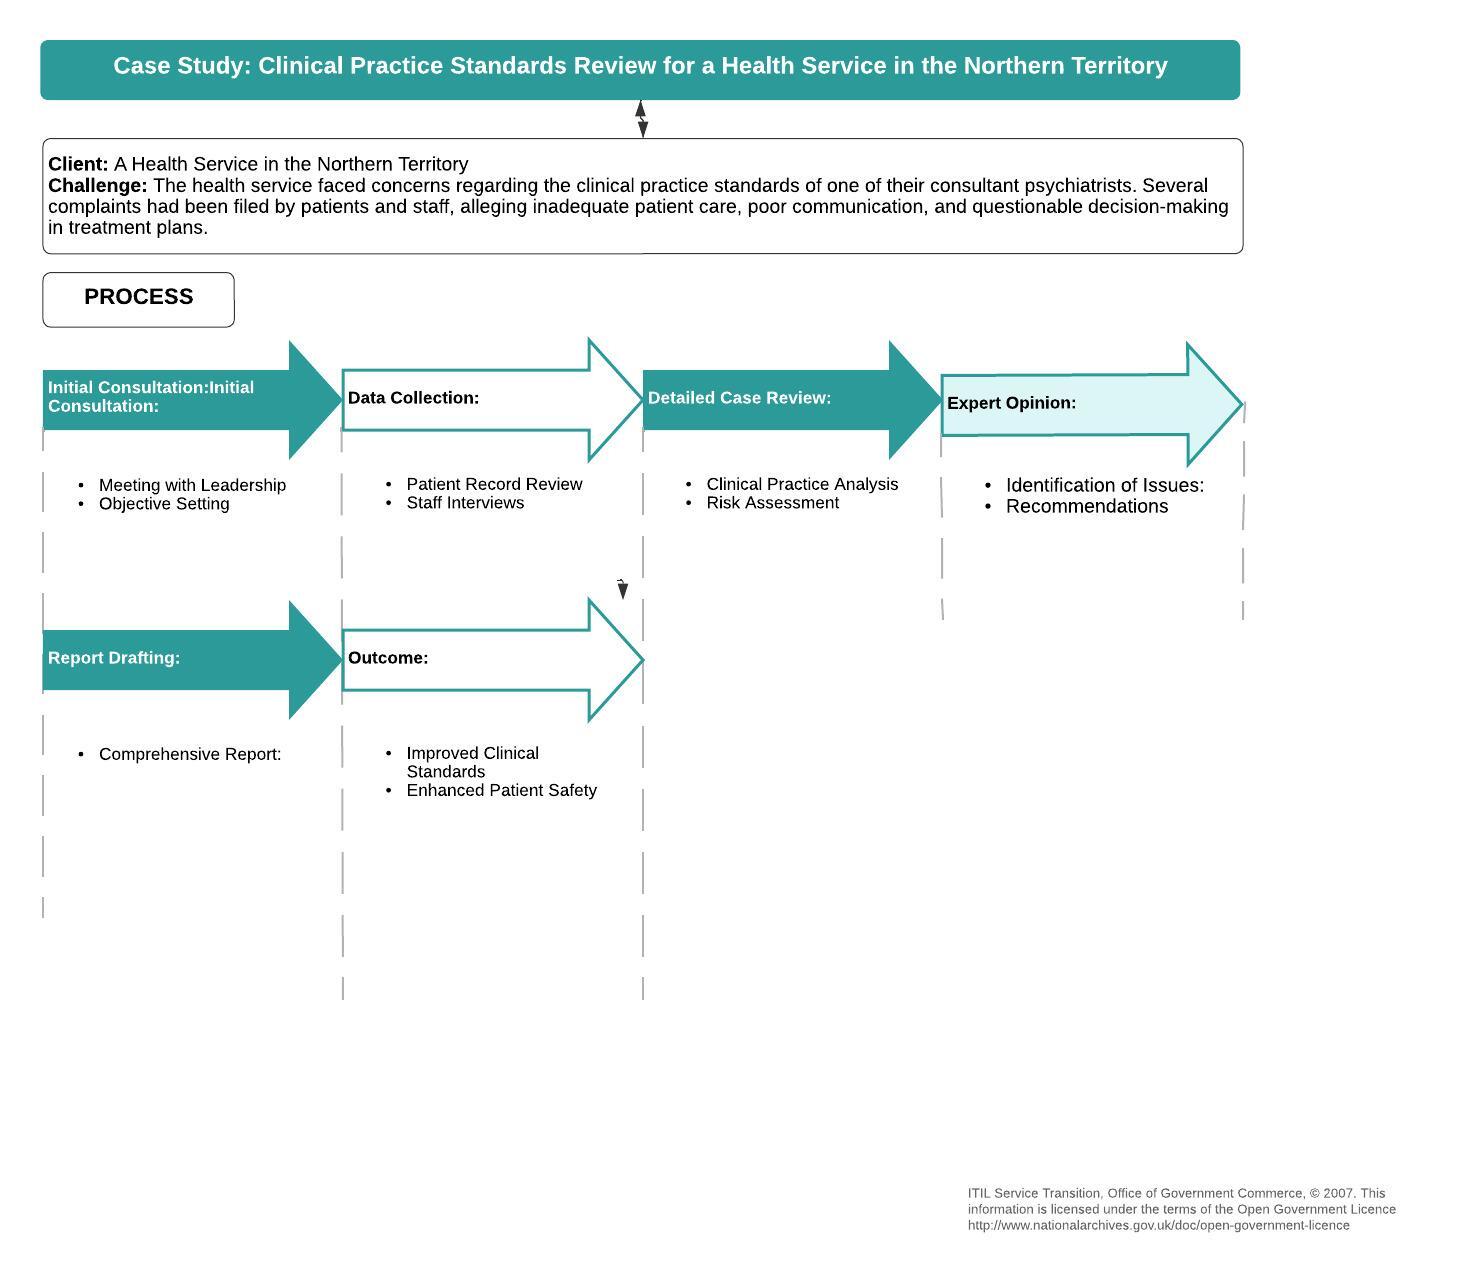 Case Study: Clinical Practice Standards Review for a Health Service in the Northern Territory
Client: A Health Service in the Northern Territory
Challenge: The health service faced concerns regarding the clinical practice standards of one of their consultant psychiatrists. Several
complaints had been filed by patients and staff, alleging inadequate patient care, poor communication, and questionable decision-making
in treatment plans.
PROCESS
Initial Consultation:Initial
Consultation:
Data Collection:
Detailed Case Review:
Expert Opinion:
• Meeting with Leadership
• Objective Setting
• Patient Record Review
• Staff Interviews
• Clinical Practice Analysis
• Risk Assessment
• Identification of Issues:
• Recommendations
Report Drafting:
Outcome:
• Comprehensive Report:
• Improved Clinical
Standards
• Enhanced Patient Safety
ITIL Service Transition, Office of Government Commerce, © 2007. This
information is licensed under the terms of the Open Government Licence
http://www.nationalarchives.gov.uk/doc/open-government-licence